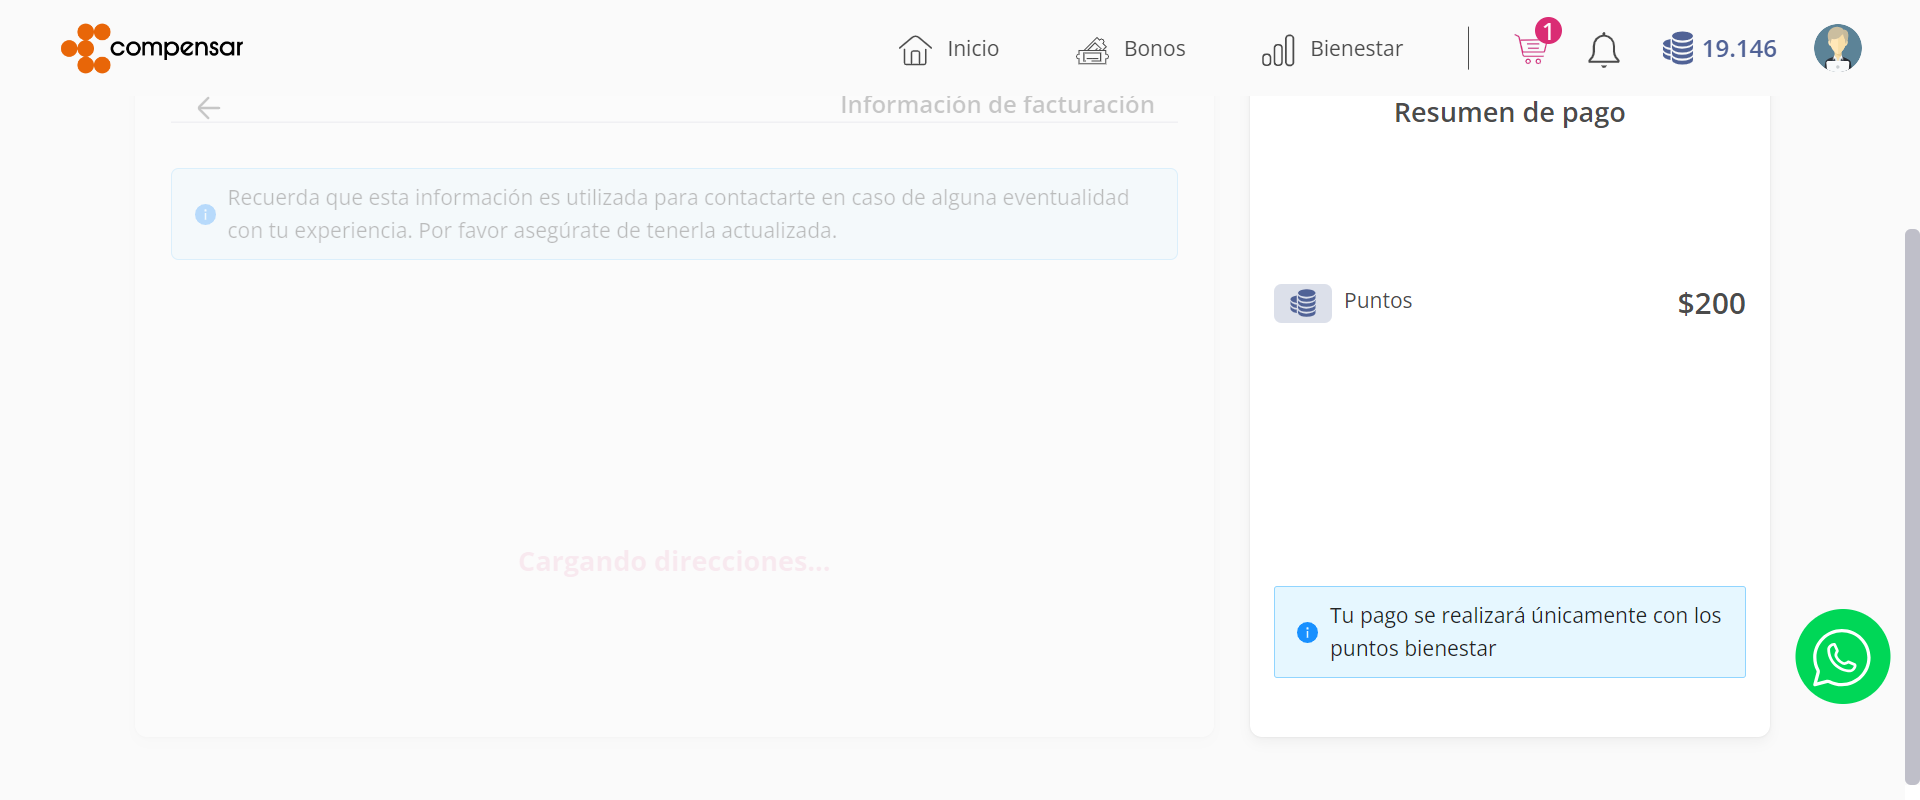 compensar
Inicio
Bonos
Bienestar
1
19.146
Información de facturación
Recuerda que esta información es utilizada para contactarte en caso de alguna eventualidad
con tu experiencia. Por favor asegúrate de tenerla actualizada.
Cargando direcciones...
Resumen de pago
Puntos
$200
Tu pago se realizará únicamente con los
puntos bienestar